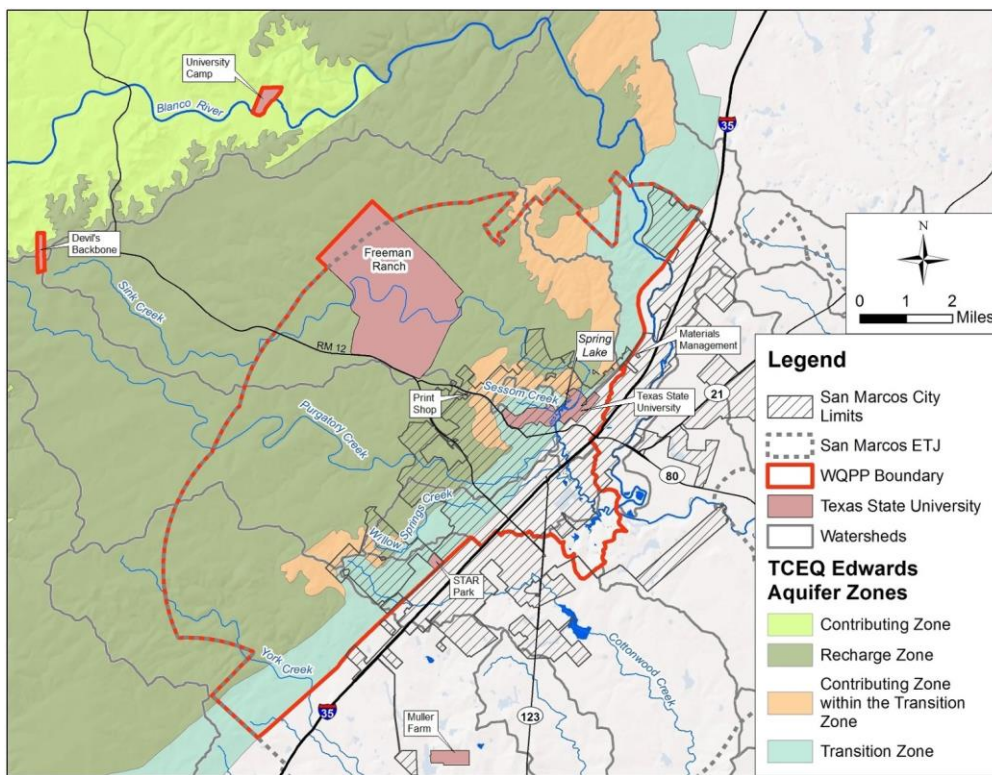 University
Camp
Blanco River
35
Devil's
Backbone
Freeman
Ranch
N
0 1 2
Miles
Sink Creek
RM 12
Spring
Lake
Materials
Management
Sessom Creek
Print
Shop
Texas State
University
21
Purgatory Creek
80
Willow
Springs Creek
STAR
Park
York
Creek
Cottonwood Creek
35
123
Muller
Farm
Legend
San Marcos City
Limits
San Marcos ETJ
WQPP Boundary
Texas State University
Watersheds
TCEQ Edwards
Aquifer Zones
Contributing Zone
Recharge Zone
Contributing Zone
within the Transition
Zone
Transition Zone